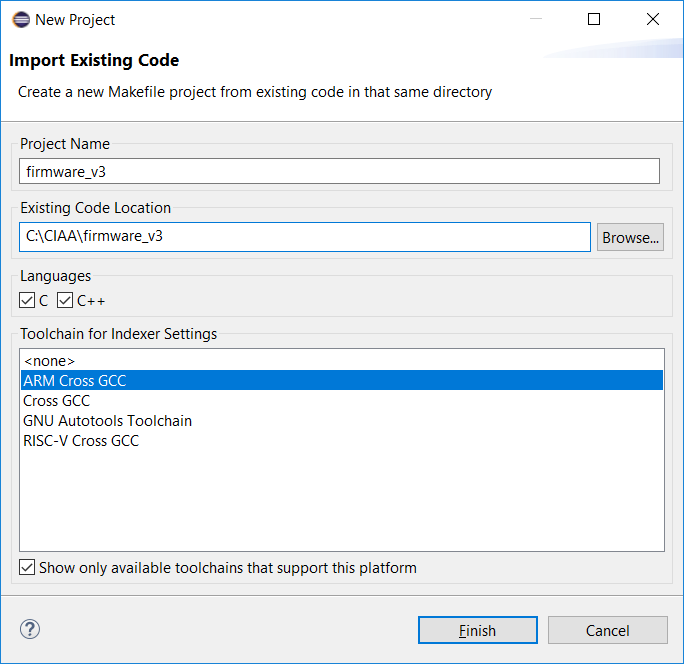 New Project
Import Existing Code
Create a new Makefile project from existing code in that same directory
Project Name
firmware_v3
Existing Code Location
C:\CIAA\firmware_v3
Browse...
Languages
C C++
Toolchain for Indexer Settings
<none>
ARM Cross GCC
Cross GCC
GNU Autotools Toolchain
RISC-V Cross GCC
Show only available toolchains that support this platform
? Finish Cancel